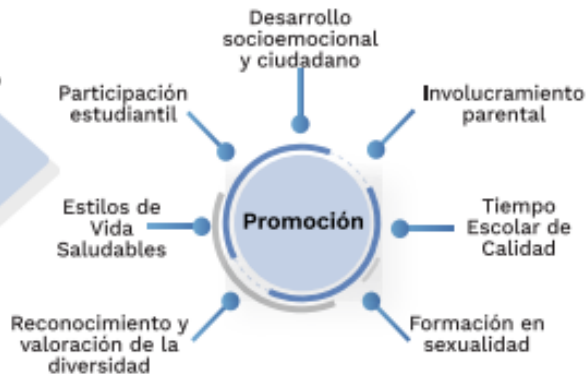 Desarrollo
socioemocional
y ciudadano
Participación
estudiantil
Involucramiento
parental
Estilos de
Vida
Saludables
Promoción
Tiempo
Escolar de
Calidad
Reconocimiento y
valoración de la
diversidad
Formación en
sexualidad